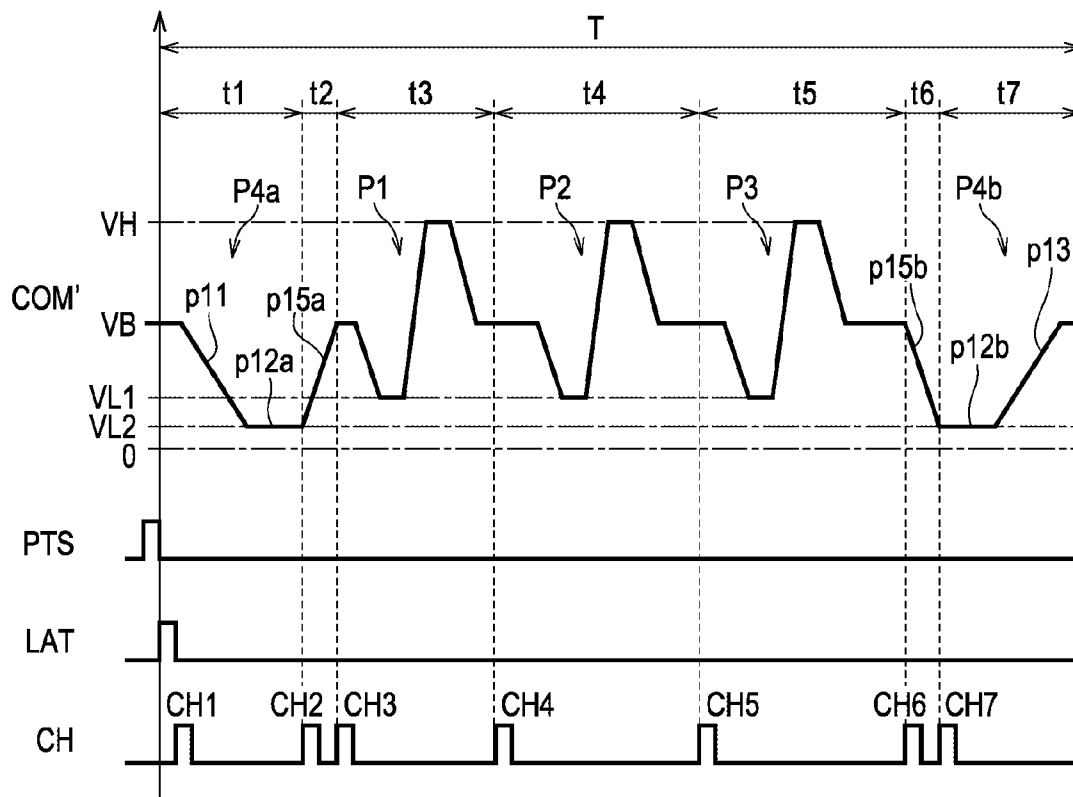 T
t1 t2 t3 t4 t5 t6 t7
P4a P1 P2 P3 P4b
VH
p11 p15a p15b p13
COM'
VB
p12a p12b
VL1
VL2
0
PTS
LAT
CH1 CH2 CH3 CH4 CH5 CH6 CH7
CH